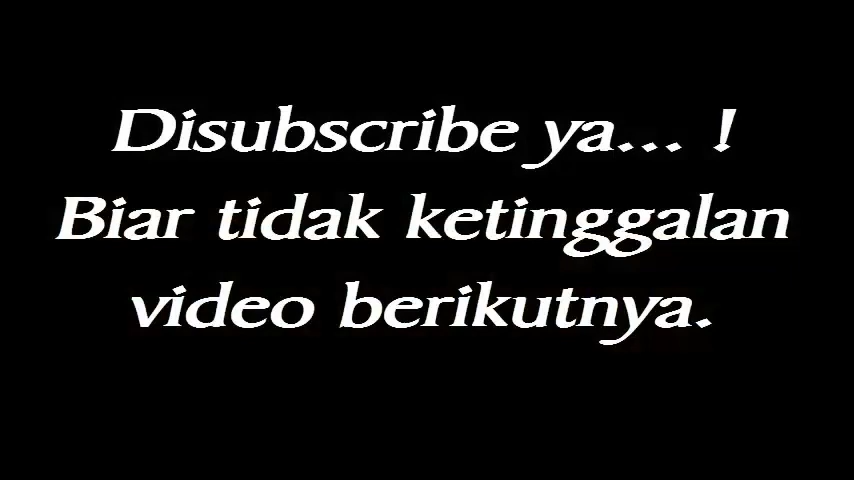 Disubscribe ya... !
Biar tidak ketinggalan
video berikutnya.